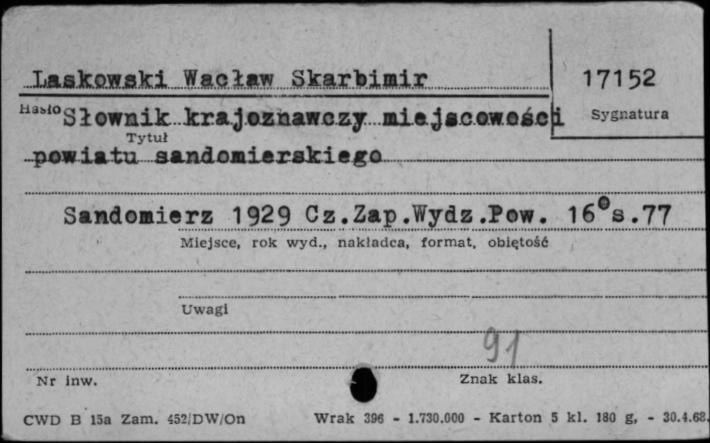 Laskowski Wacław Skarbimir 17152
Hasło Słownik krajoznawczy miejscowości Sygnatura
Tytuł
powiatu sandomierskiego
Sandomierz 1929 Cz.Zap.Wydz.Pow. 16°s.77
Miejsce, rok wyd., nakładca, format, objętość
Uwagi
91
Nr inw. Znak klas.
CWD B 15a Zam. 452/DW/On Wrak 396 - 1.730.000 - Karton 5 kl. 180 g, - 30.4.68.